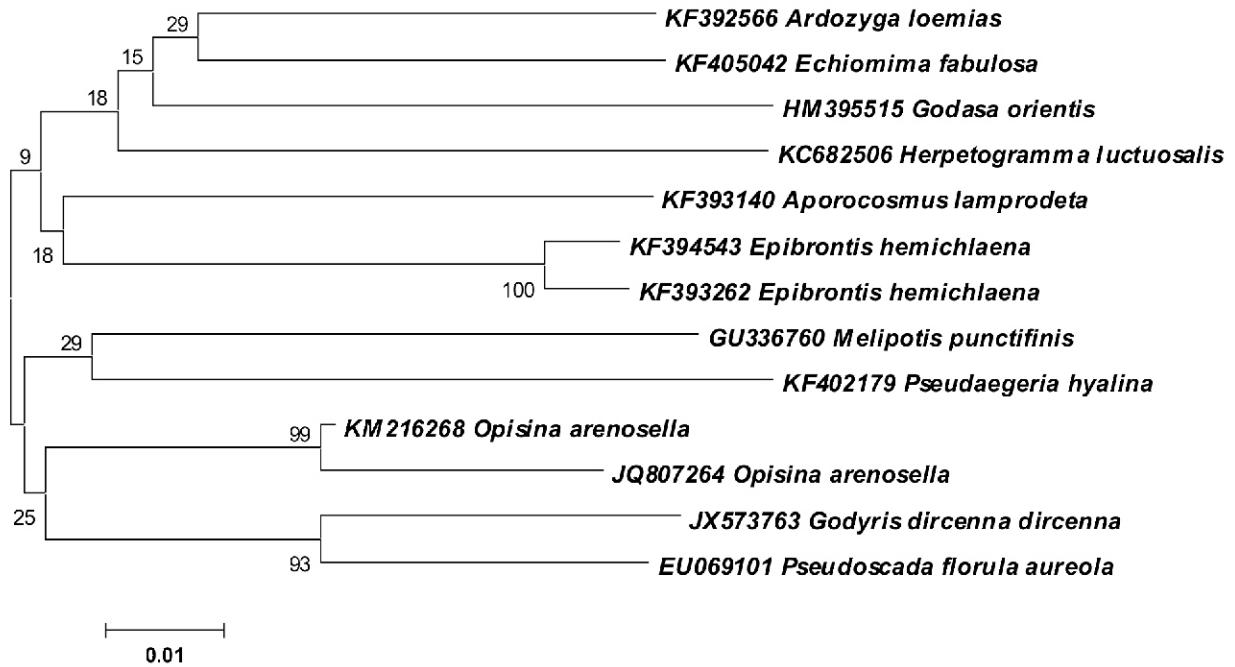 29
KF392566 Ardozyga loemias
15
KF405042 Echiomima fabulosa
18
HM395515 Godasa orientis
9
KC682506 Herpetogramma luctuosalis
KF393140 Aporocosmus lamprodeta
18
KF394543 Epibrontis hemichlaena
100
KF393262 Epibrontis hemichlaena
29
GU336760 Melipotis punctifinis
KF402179 Pseudaegeria hyalina
99
KM216268 Opisina arenosella
JQ807264 Opisina arenosella
25
JX573763 Godyris dircenna dircenna
93
EU069101 Pseudoscada florula aureola
0.01